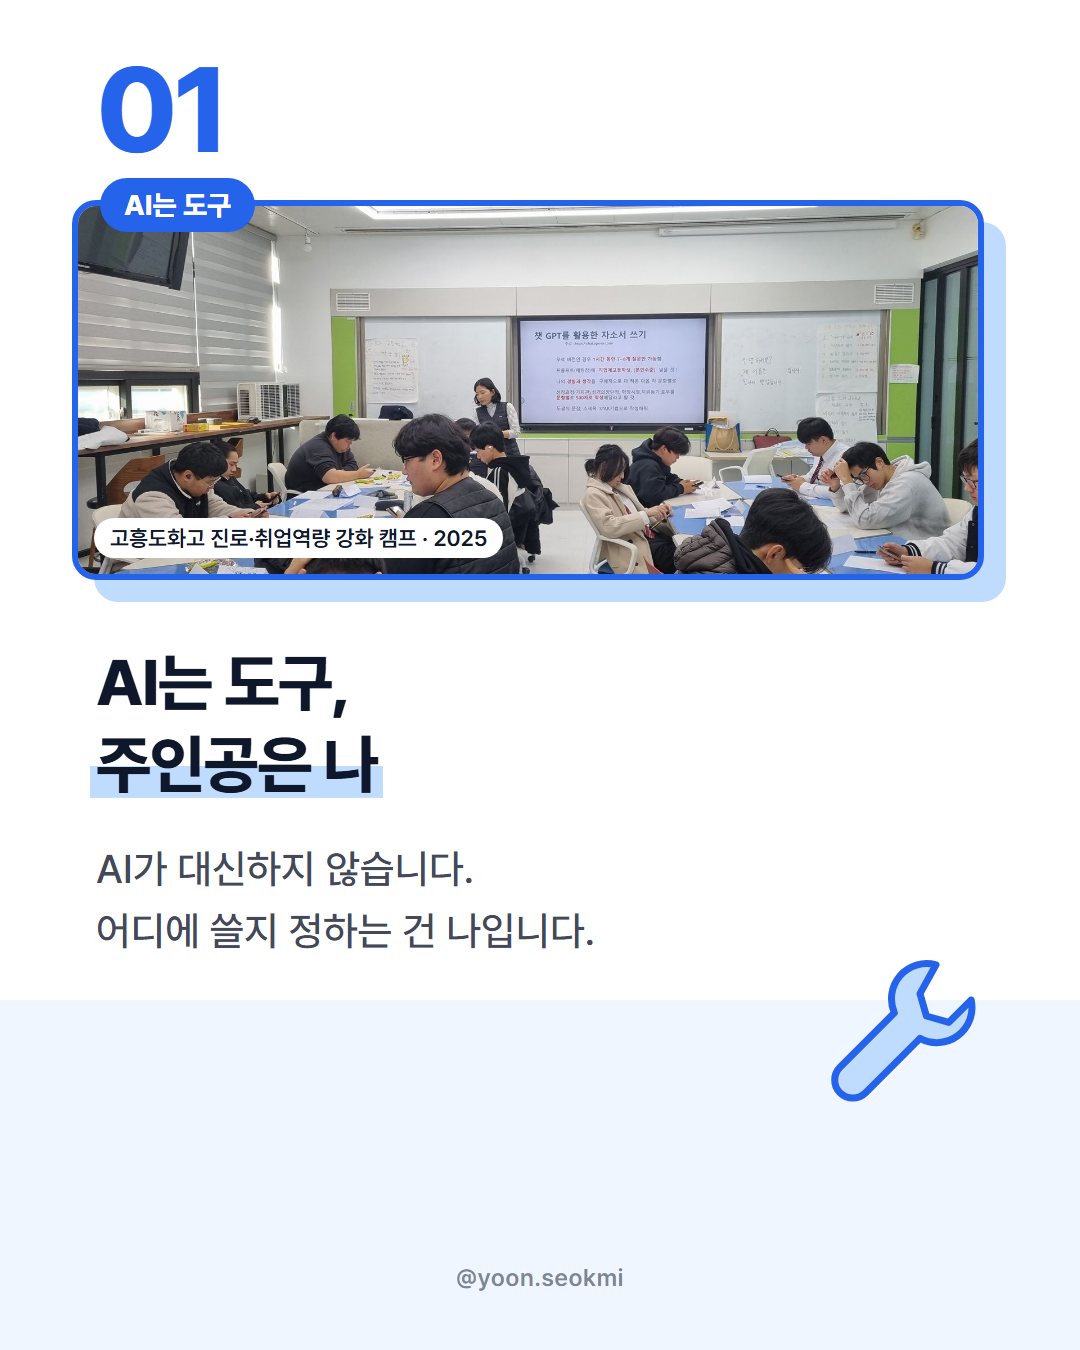 01
AI는 도구
챗 GPT를 활용한 자소서 쓰기
고흥도화고 진로·취업역량 강화 캠프 · 2025
AI는 도구,
주인공은 나
AI가 대신하지 않습니다.
어디에 쓸지 정하는 건 나입니다.
@yoon.seokmi